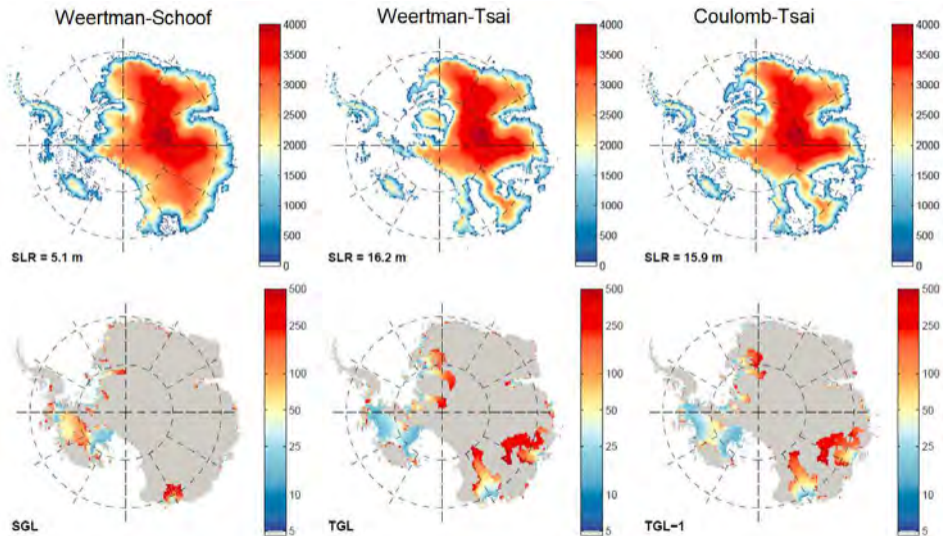 Weertman-Schoof Weertman-Tsai Coulomb-Tsai
4000 4000 4000
3500 3500 3500
3000 3000 3000
2500 2500 2500
2000 2000 2000
1500 1500 1500
1000 1000 1000
500 500 500
0 0 0
SLR = 5.1 m SLR = 16.2 m SLR = 15.9 m
500 500 500
250 250 250
100 100 100
50 50 50
25 25 25
10 10 10
5 5 5
SGL TGL TGL-1